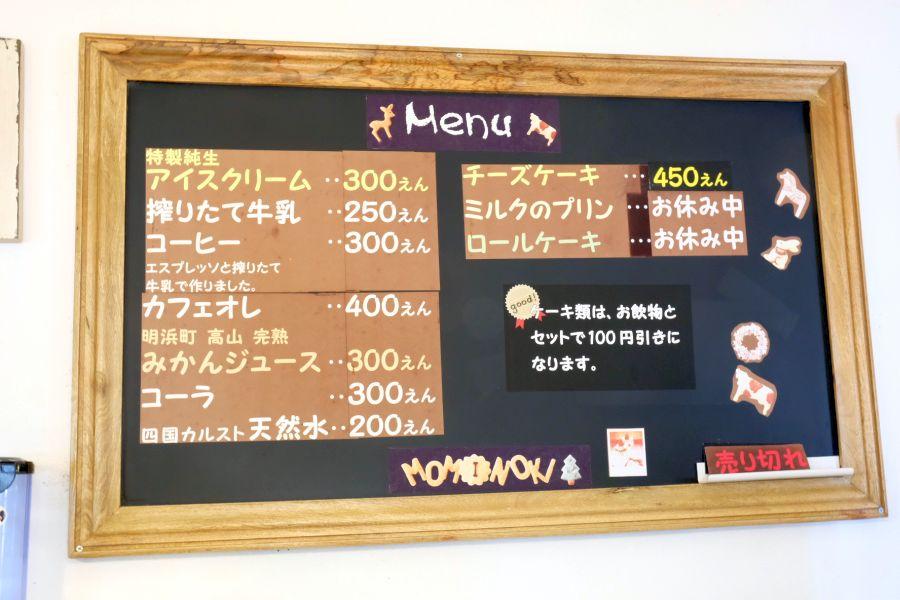 Menu
特製純生
アイスクリーム ‥300えん
搾りたて牛乳 ‥250えん
コーヒー ‥300えん
エスプレッソと搾りたて
牛乳で作りました。
カフェオレ ‥400えん
明浜町 高山 完熟
みかんジュース‥300えん
コーラ ‥300えん
四国カルスト 天然水‥200えん
チーズケーキ …450えん
ミルクのプリン …お休み中
ロールケーキ …お休み中
good!
ケーキ類は、お飲物と
セットで100円引きに
なります。
MOMINOKI
売り切れ